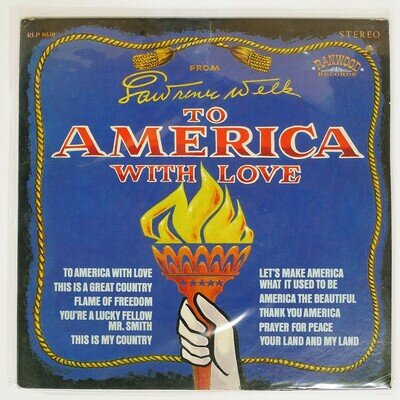 RLP 8038
STEREO
RANWOOD
RECORDS
FROM
Lawrence Welk
TO
AMERICA
WITH LOVE
TO AMERICA WITH LOVE
THIS IS A GREAT COUNTRY
FLAME OF FREEDOM
YOU'RE A LUCKY FELLOW
MR. SMITH
THIS IS MY COUNTRY
LET'S MAKE AMERICA
WHAT IT USED TO BE
AMERICA THE BEAUTIFUL
THANK YOU AMERICA
PRAYER FOR PEACE
YOUR LAND AND MY LAND